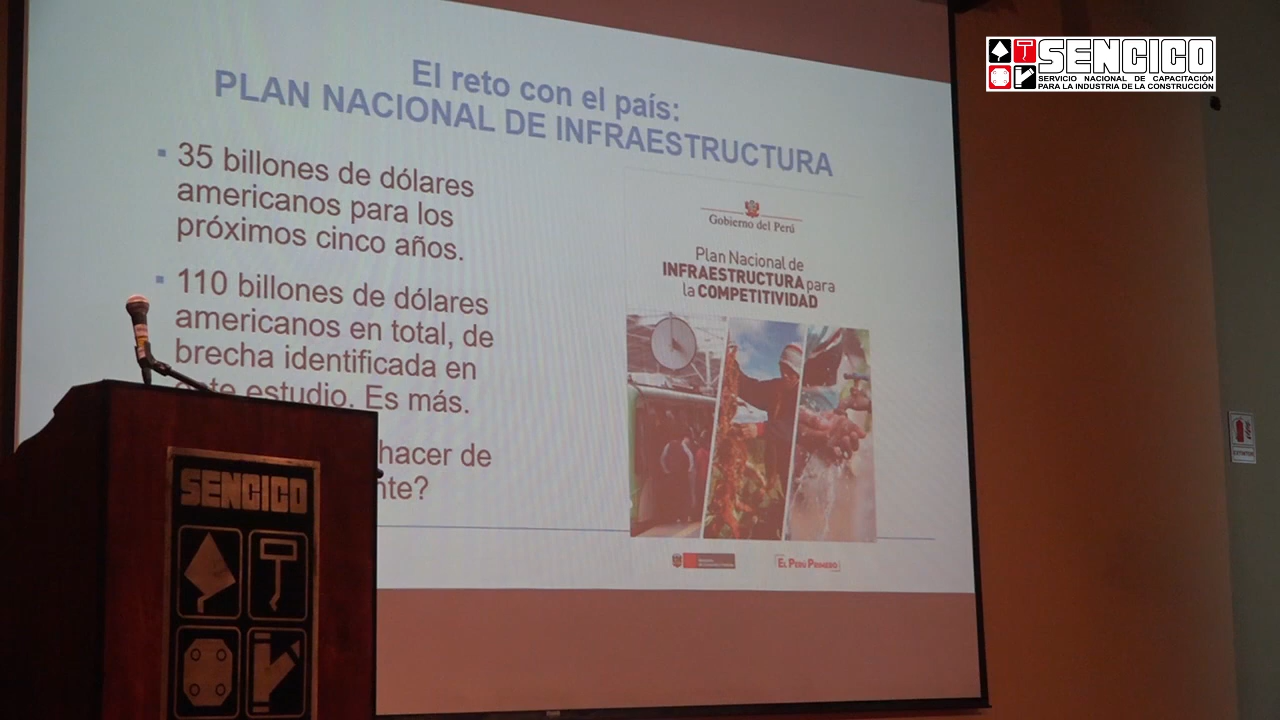 El reto con el país:
PLAN NACIONAL DE INFRAESTRUCTURA
▪ 35 billones de dólares
americanos para los
próximos cinco años.
▪ 110 billones de dólares
americanos en total, de
brecha identificada en
estudio. Es más.
hacer de
Gobierno del Perú
Plan Nacional de
INFRAESTRUCTURA para
la COMPETITIVIDAD
EL PERÚ PRIMERO
SENCICO
SENCICO
SERVICIO NACIONAL DE CAPACITACIÓN
PARA LA INDUSTRIA DE LA CONSTRUCCIÓN
EXTINTOR